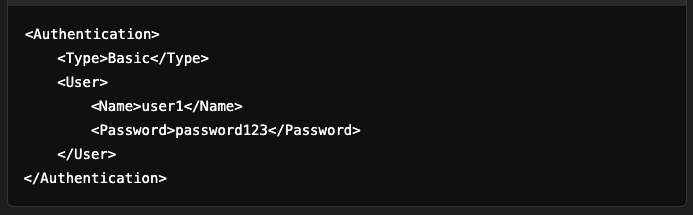 <Authentication>
<Type>Basic</Type>
<User>
<Name>user1</Name>
<Password>password123</Password>
</User>
</Authentication>